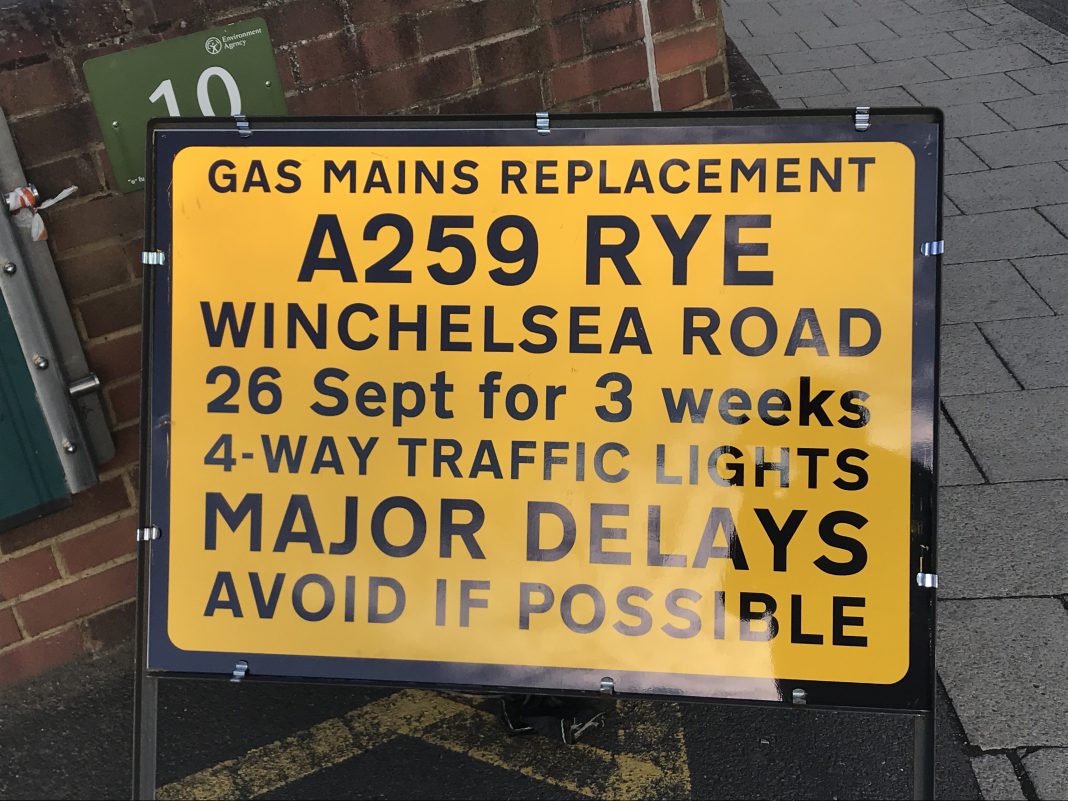 Environment
Agency
10
GAS MAINS REPLACEMENT
A259 RYE
WINCHELSEA ROAD
26 Sept for 3 weeks
4-WAY TRAFFIC LIGHTS
MAJOR DELAYS
AVOID IF POSSIBLE